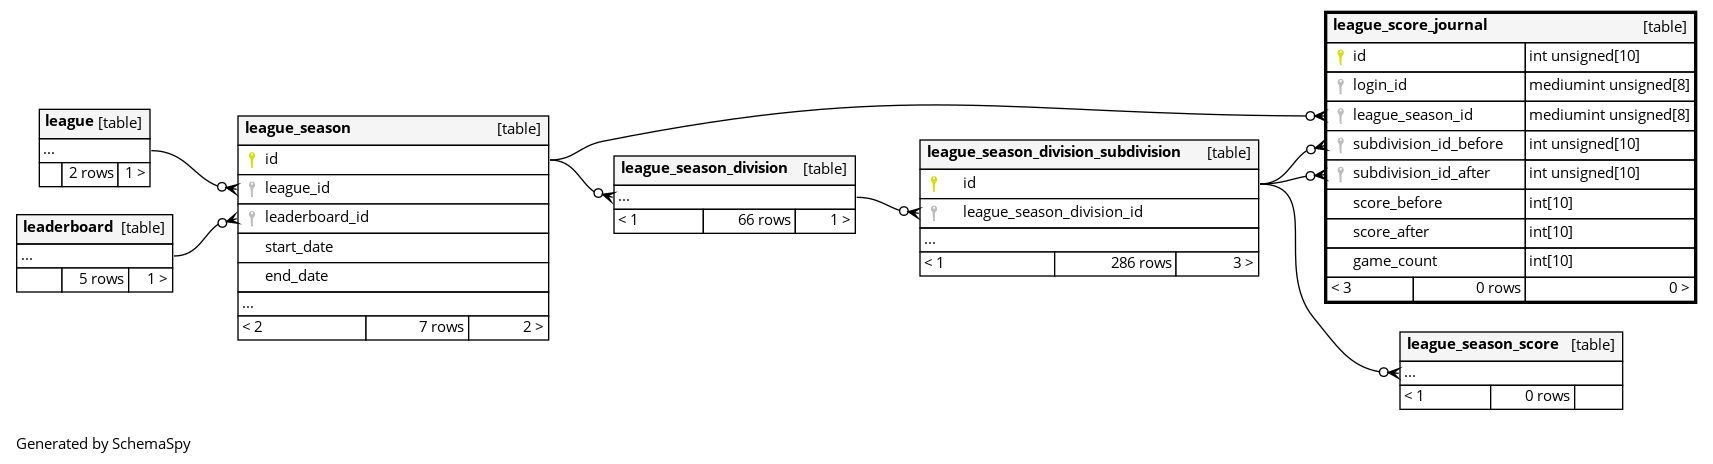 league [table]
...
2 rows 1 >
leaderboard [table]
...
5 rows 1 >
league_season [table]
id
league_id
leaderboard_id
start_date
end_date
...
< 2 7 rows 2 >
league_season_division [table]
...
< 1 66 rows 1 >
league_season_division_subdivision [table]
id
league_season_division_id
...
< 1 286 rows 3 >
league_score_journal [table]
id int unsigned[10]
login_id mediumint unsigned[8]
league_season_id mediumint unsigned[8]
subdivision_id_before int unsigned[10]
subdivision_id_after int unsigned[10]
score_before int[10]
score_after int[10]
game_count int[10]
< 3 0 rows 0 >
league_season_score [table]
...
< 1 0 rows
Generated by SchemaSpy